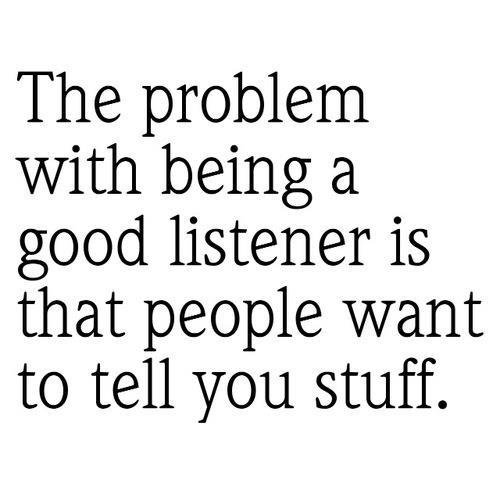 The problem
with being a
good listener is
that people want
to tell you stuff.